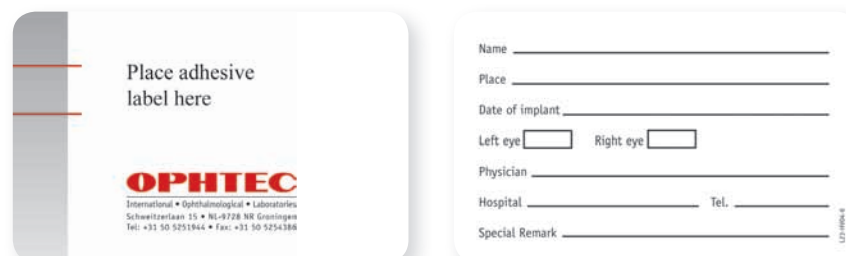 Place adhesive
label here
OPHTEC
International • Ophthalmological • Laboratories
Schweitzerlaan 15 • NL-9728 NR Groningen
Tel: +31 50 5251944 • Fax: +31 50 5254386
Name
Place
Date of implant
Left eye Right eye
Physician
Hospital Tel.
Special Remark